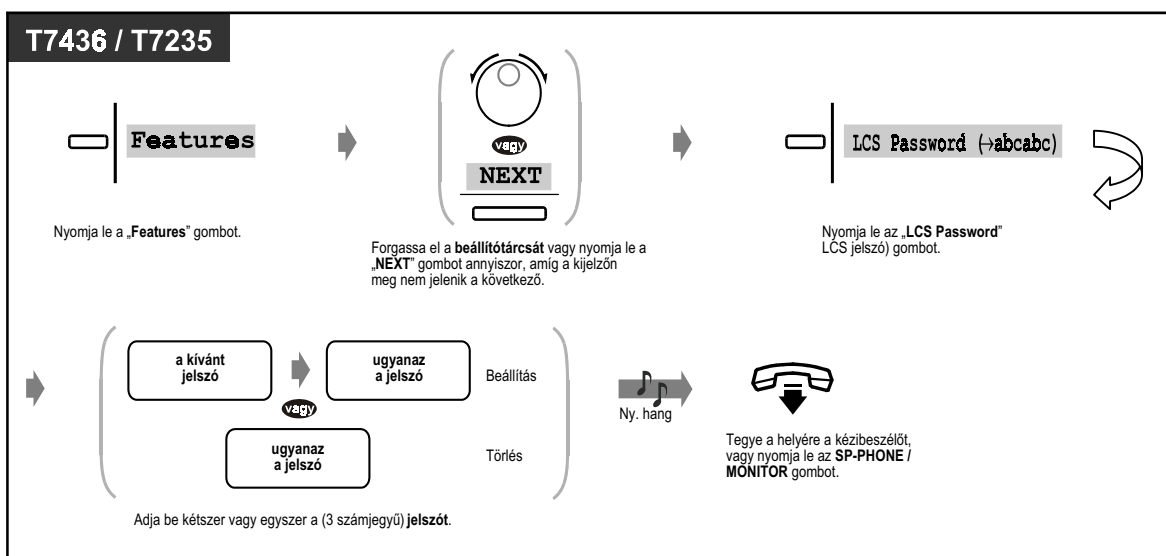 T7436 / T7235
Features
vagy
NEXT
LCS Password (→abcabc)
Nyomja le a „Features” gombot.
Forgassa el a beállítótárcsát vagy nyomja le a
„NEXT” gombot annyiszor, amíg a kijelzőn
meg nem jelenik a következő.
Nyomja le az „LCS Password”
LCS jelszó) gombot.
a kívánt
jelszó
ugyanaz
a jelszó
Beállítás
vagy
ugyanaz
a jelszó
Törlés
Ny. hang
Tegye a helyére a kézibeszélőt,
vagy nyomja le az SP-PHONE /
MONITOR gombot.
Adja be kétszer vagy egyszer a (3 számjegyű) jelszót.